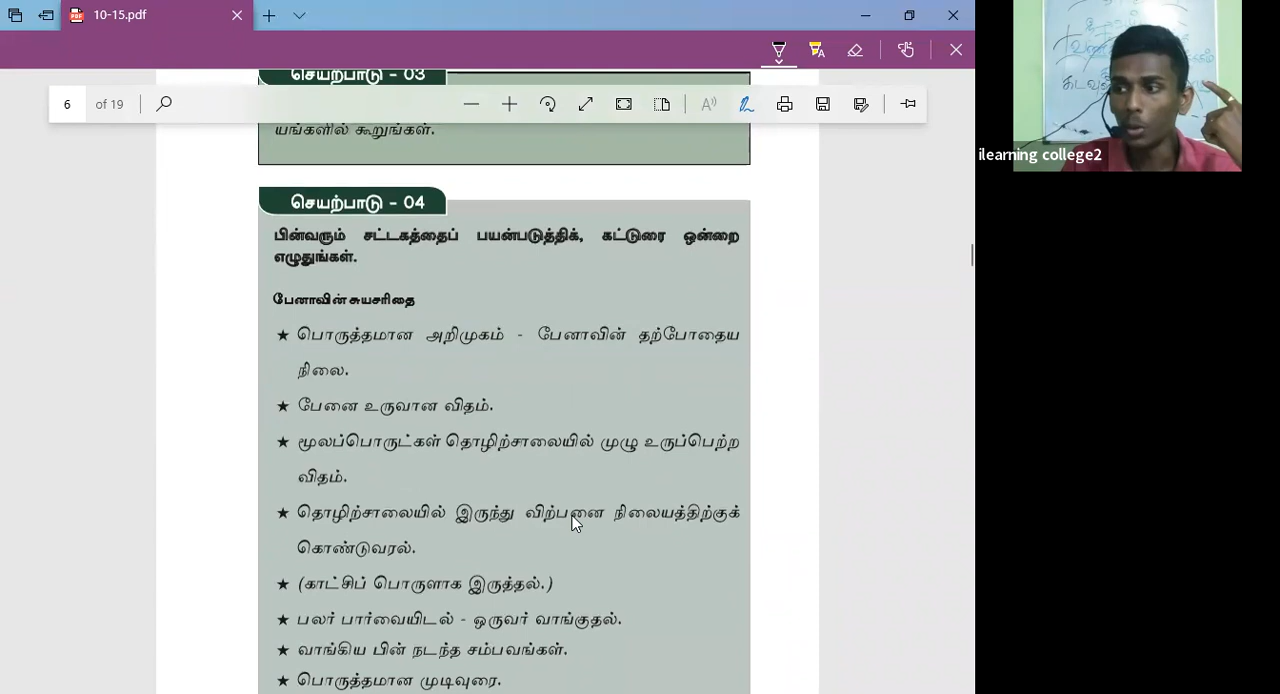 10-15.pdf
6 of 19
செயற்பாடு - 03
யங்களில் கூறுங்கள்.
செயற்பாடு - 04
பின்வரும் சட்டகத்தைப் பயன்படுத்திக், கட்டுரை ஒன்றை
எழுதுங்கள்.
பேனாவின் சுயசரிதை
★ பொருத்தமான அறிமுகம் - பேனாவின் தற்போதைய
நிலை.
★ பேனை உருவான விதம்.
★ மூலப்பொருட்கள் தொழிற்சாலையில் முழு உருப்பெற்ற
விதம்.
★ தொழிற்சாலையில் இருந்து விற்பனை நிலையத்திற்குக்
கொண்டுவரல்.
★ (காட்சிப் பொருளாக இருத்தல்.)
★ பலர் பார்வையிடல் - ஒருவர் வாங்குதல்.
★ வாங்கிய பின் நடந்த சம்பவங்கள்.
★ பொருத்தமான முடிவுரை.
ilearning college2